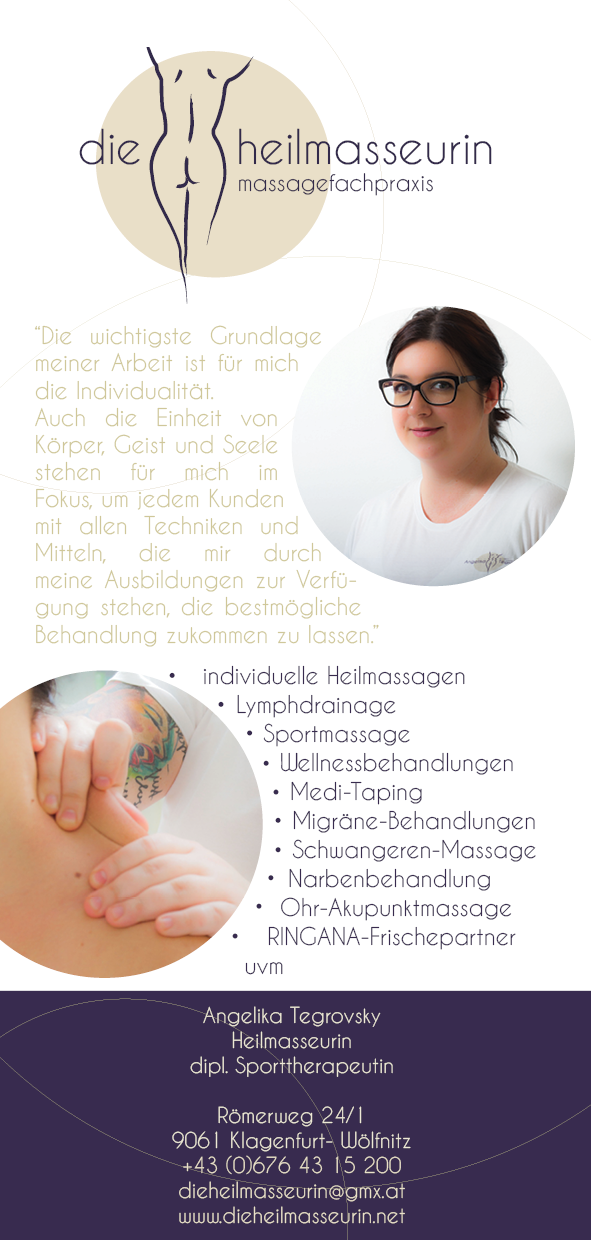 die heilmasseurin
massagefachpraxis
“Die wichtigste Grundlage
meiner Arbeit ist für mich
die Individualität.
Auch die Einheit von
Körper, Geist und Seele
stehen für mich im
Fokus, um jedem Kunden
mit allen Techniken und
Mitteln, die mir durch
meine Ausbildungen zur Verfü-
gung stehen, die bestmögliche
Behandlung zukommen zu lassen.”
• individuelle Heilmassagen
• Lymphdrainage
• Sportmassage
• Wellnessbehandlungen
• Medi-Taping
• Migräne-Behandlungen
• Schwangeren-Massage
• Narbenbehandlung
• Ohr-Akupunktmassage
• RINGANA-Frischepartner
uvm
Angelika Tegrovsky
Heilmasseurin
dipl. Sporttherapeutin
Römerweg 24/1
9061 Klagenfurt- Wölfnitz
+43 (0)676 43 15 200
dieheilmasseurin@gmx.at
www.dieheilmasseurin.net